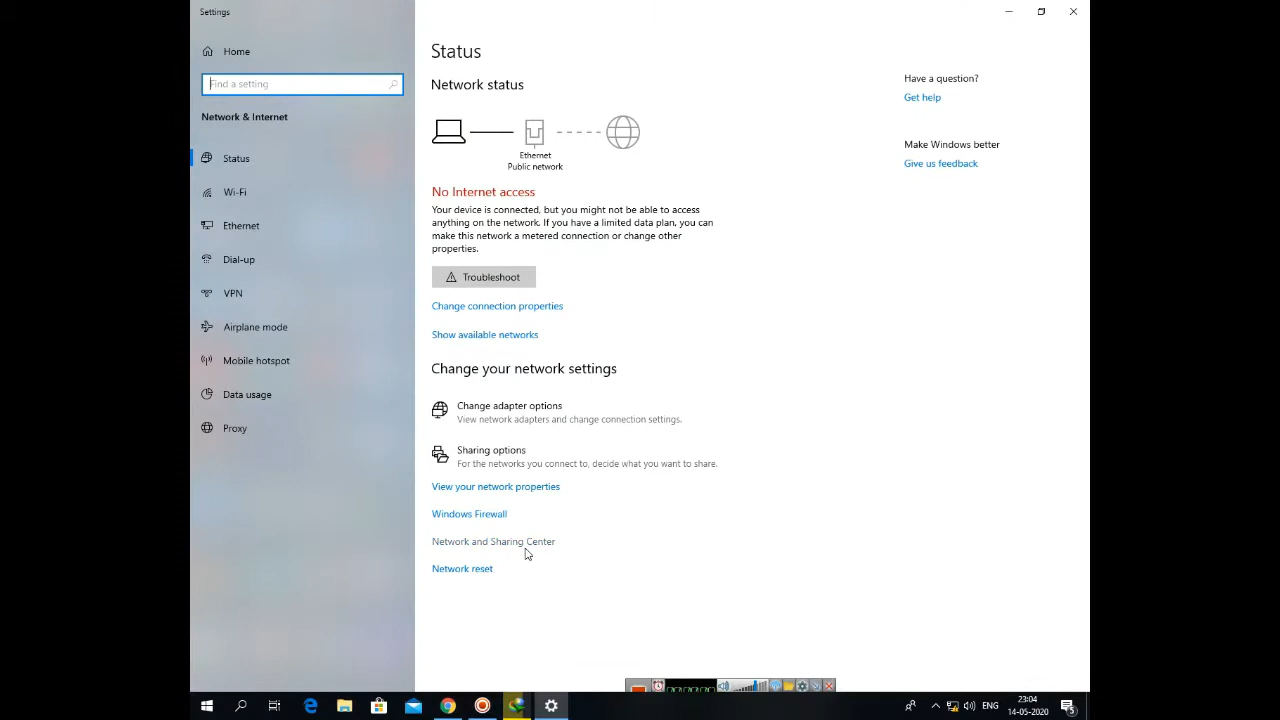 Settings
Home
Find a setting
Network & Internet
Status
Wi-Fi
Ethernet
Dial-up
VPN
Airplane mode
Mobile hotspot
Data usage
Proxy
Status
Network status
Ethernet
Public network
No Internet access
Your device is connected, but you might not be able to access
anything on the network. If you have a limited data plan, you can
make this network a metered connection or change other
properties.
Troubleshoot
Change connection properties
Show available networks
Change your network settings
Change adapter options
View network adapters and change connection settings.
Sharing options
For the networks you connect to, decide what you want to share.
View your network properties
Windows Firewall
Network and Sharing Center
Network reset
Have a question?
Get help
Make Windows better
Give us feedback
ENG
23:04
14-05-2020
5